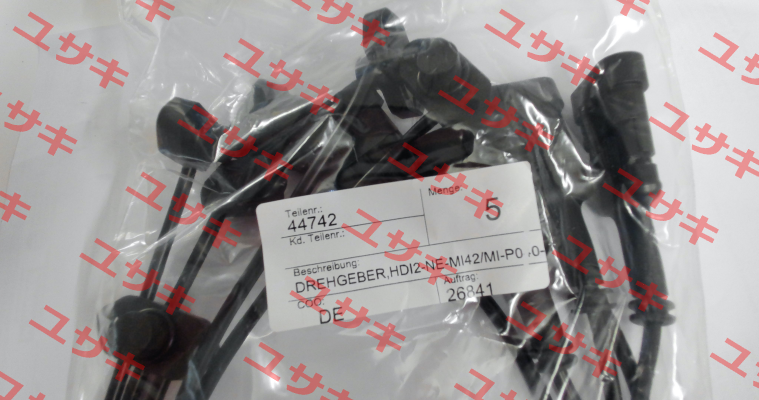 Teilenr.:
44742
Menge
5
Kd. Teilenr.:
Beschreibung:
DREHGEBER,HDI2-NE-MI42/MI-P0
COO:
DE
Auftrag:
26841
ユサキ